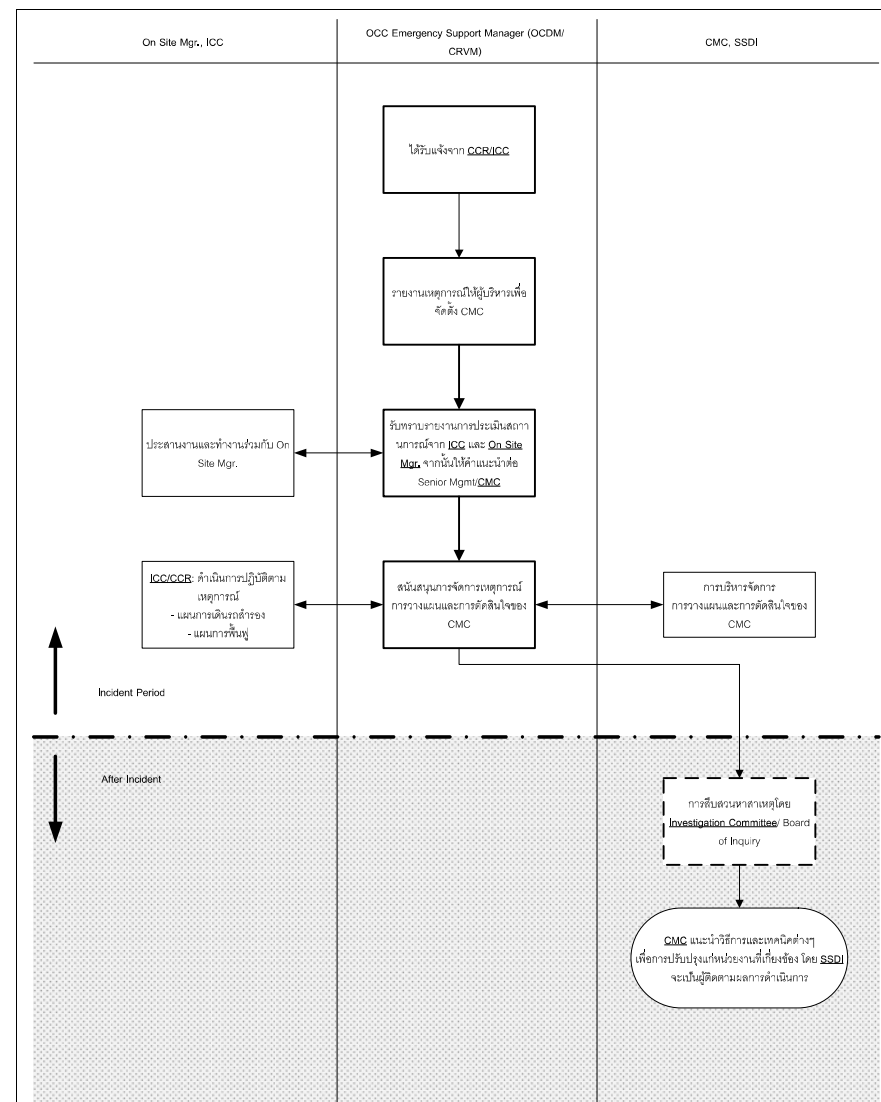 On Site Mgr., ICC
OCC Emergency Support Manager (OCDM/
CRVM)
CMC, SSDI
ได้รับแจ้งจาก CCR/ICC
รายงานเหตุการณ์ให้ผู้บริหารเพื่อ
จัดตั้ง CMC
ประสานงานและทำงานร่วมกับ On
Site Mgr.
รับทราบรายงานการประเมินสถาา
นการณ์จาก ICC และ On Site
Mgr. จากนั้นให้คำแนะนำต่อ
Senior Mgmt/CMC
ICC/CCR: ดำเนินการปฏิบัติตาม
เหตุการณ์
- แผนการเดินรถสำรอง
- แผนการฟื้นฟู
สนับสนุนการจัดการเหตุการณ์
การวางแผนและการตัดสินใจของ
CMC
การบริหารจัดการ
การวางแผนและการตัดสินใจของ
CMC
Incident Period
After Incident
การสืบสวนหาสาเหตุโดย
Investigation Committee/ Board
of Inquiry
CMC แนะนำวิธีการและเทคนิคต่างๆ
เพื่อการปรับปรุงแก่หน่วยงานที่เกี่ยงข้อง โดย SSDI
จะเป็นผู้ติดตามผลการดำเนินการ